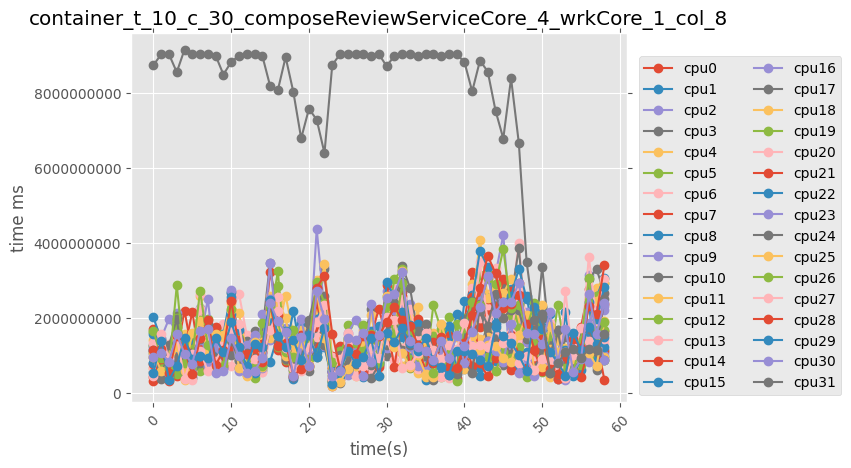 container_t_10_c_30_composeReviewServiceCore_4_wrkCore_1_col_8
time ms
8000000000
6000000000
4000000000
2000000000
0
0
10
20
30
40
50
60
time(s)
cpu0
cpu1
cpu2
cpu3
cpu4
cpu5
cpu6
cpu7
cpu8
cpu9
cpu10
cpu11
cpu12
cpu13
cpu14
cpu15
cpu16
cpu17
cpu18
cpu19
cpu20
cpu21
cpu22
cpu23
cpu24
cpu25
cpu26
cpu27
cpu28
cpu29
cpu30
cpu31